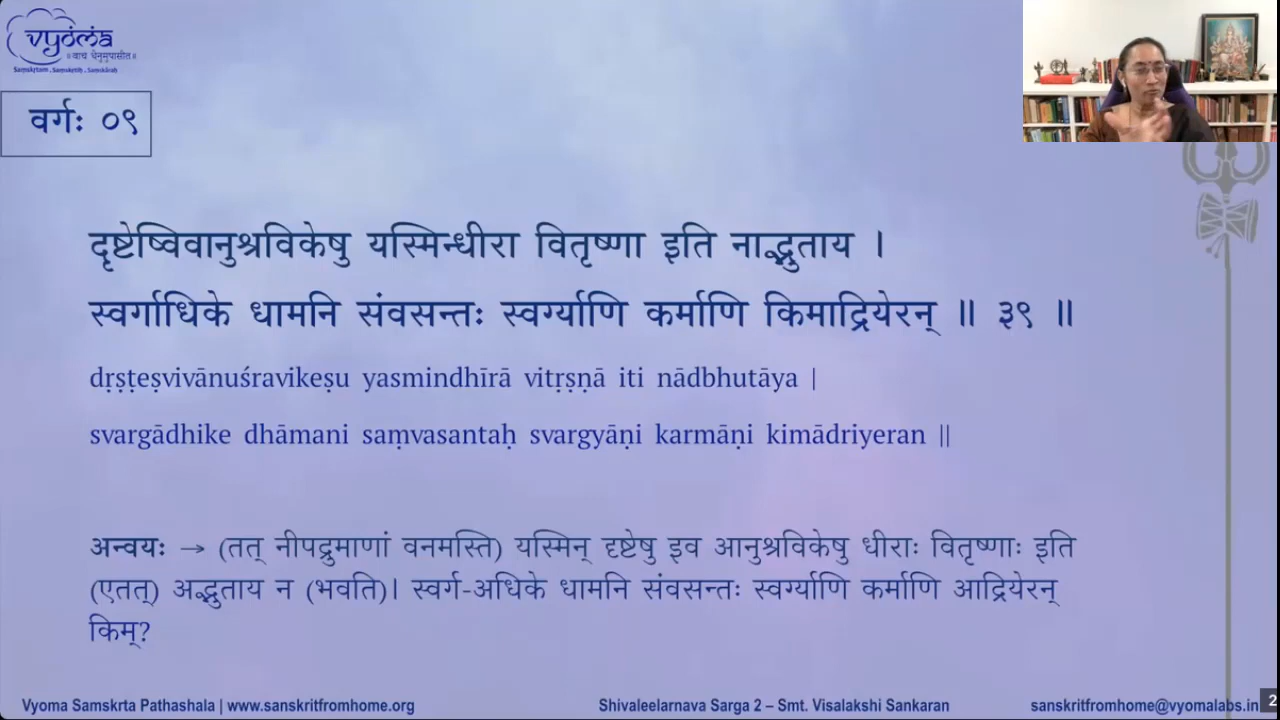 vyoma
॥ वाचं धेनुमुपासीत ॥
Saṃskṛtam . Saṃskṛtiḥ . Saṃskāraḥ
वर्गः ०९
दृष्टेष्विवानुश्रविकेषु यस्मिन्धीरा वितृष्णा इति नाद्भुताय ।
स्वर्गाधिके धामनि संवसन्तः स्वर्ग्याणि कर्माणि किमाद्रियेरन् ॥ ३९ ॥
dṛṣṭeṣvivānuśravikeṣu yasmindhīrā vitṛṣṇā iti nādbhutāya |
svargādhike dhāmani saṃvasantaḥ svargyāṇi karmāṇi kimādriyeran ||
अन्वयः → (तत् नीपद्रुमाणां वनमस्ति) यस्मिन् दृष्टेषु इव आनुश्रविकेषु धीराः वितृष्णाः इति
(एतत्) अद्भुताय न (भवति)। स्वर्ग-अधिके धामनि संवसन्तः स्वर्ग्याणि कर्माणि आद्रियेरन्
किम्?
Vyoma Samskrta Pathashala | www.sanskritfromhome.org Shivaleelarnava Sarga 2 – Smt. Visalakshi Sankaran sanskritfromhome@vyomalabs.in
2